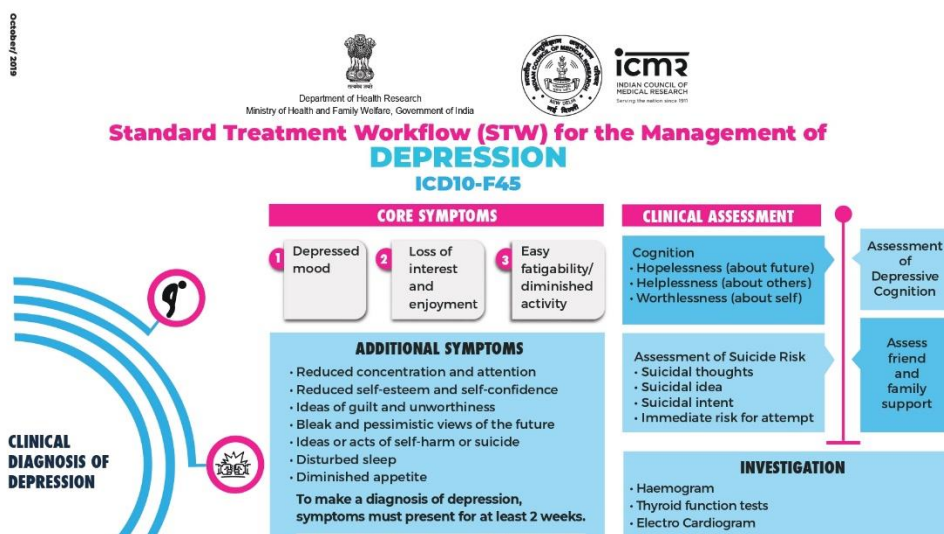 October/ 2019
Department of Health Research
Ministry of Health and Family Welfare, Government of India
icmr
INDIAN COUNCIL OF
MEDICAL RESEARCH
Serving the nation since 1911
Standard Treatment Workflow (STW) for the Management of
DEPRESSION
ICD10-F45
CORE SYMPTOMS
1 Depressed
mood
2 Loss of
interest
and
enjoyment
3 Easy
fatigability/
diminished
activity
ADDITIONAL SYMPTOMS
• Reduced concentration and attention
• Reduced self-esteem and self-confidence
• Ideas of guilt and unworthiness
• Bleak and pessimistic views of the future
• Ideas or acts of self-harm or suicide
• Disturbed sleep
• Diminished appetite
To make a diagnosis of depression,
symptoms must present for at least 2 weeks.
CLINICAL
DIAGNOSIS OF
DEPRESSION
CLINICAL ASSESSMENT
Cognition
• Hopelessness (about future)
• Helplessness (about others)
• Worthlessness (about self)
Assessment
of
Depressive
Cognition
Assessment of Suicide Risk
• Suicidal thoughts
• Suicidal idea
• Suicidal intent
• Immediate risk for attempt
Assess
friend
and
family
support
INVESTIGATION
• Haemogram
• Thyroid function tests
• Electro Cardiogram